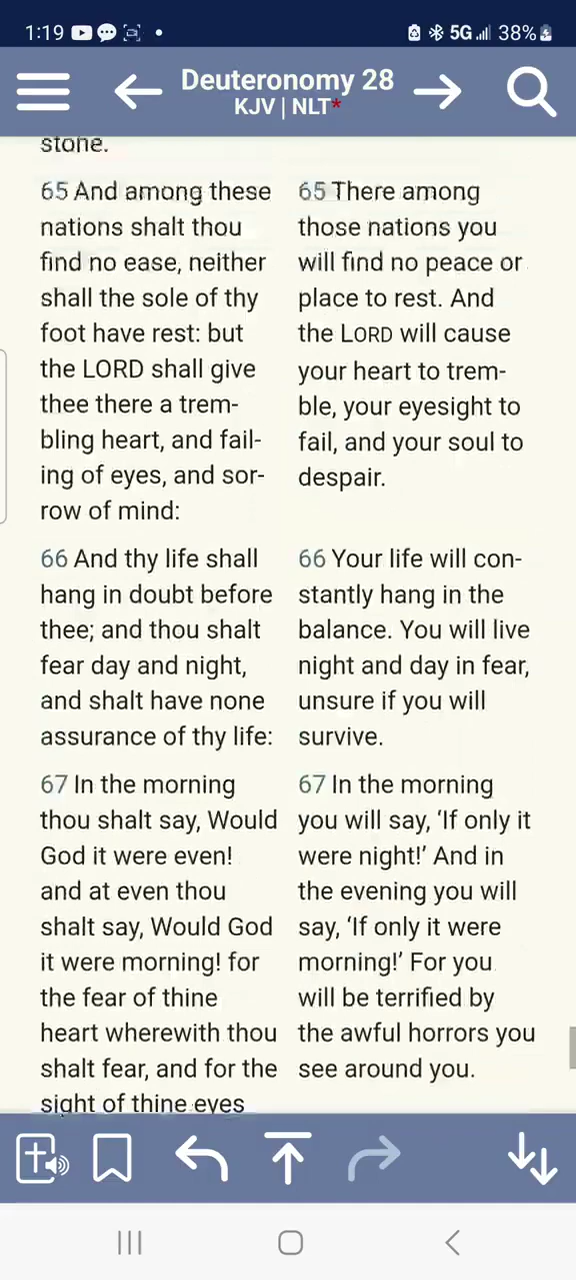 1:19
5G 38%
Deuteronomy 28
KJV | NLT*
stone.
65 And among these
nations shalt thou
find no ease, neither
shall the sole of thy
foot have rest: but
the LORD shall give
thee there a trem-
bling heart, and fail-
ing of eyes, and sor-
row of mind:
65 There among
those nations you
will find no peace or
place to rest. And
the LORD will cause
your heart to trem-
ble, your eyesight to
fail, and your soul to
despair.
66 And thy life shall
hang in doubt before
thee; and thou shalt
fear day and night,
and shalt have none
assurance of thy life:
66 Your life will con-
stantly hang in the
balance. You will live
night and day in fear,
unsure if you will
survive.
67 In the morning
thou shalt say, Would
God it were even!
and at even thou
shalt say, Would God
it were morning! for
the fear of thine
heart wherewith thou
shalt fear, and for the
sight of thine eyes
67 In the morning
you will say, ‘If only it
were night!’ And in
the evening you will
say, ‘If only it were
morning!’ For you
will be terrified by
the awful horrors you
see around you.